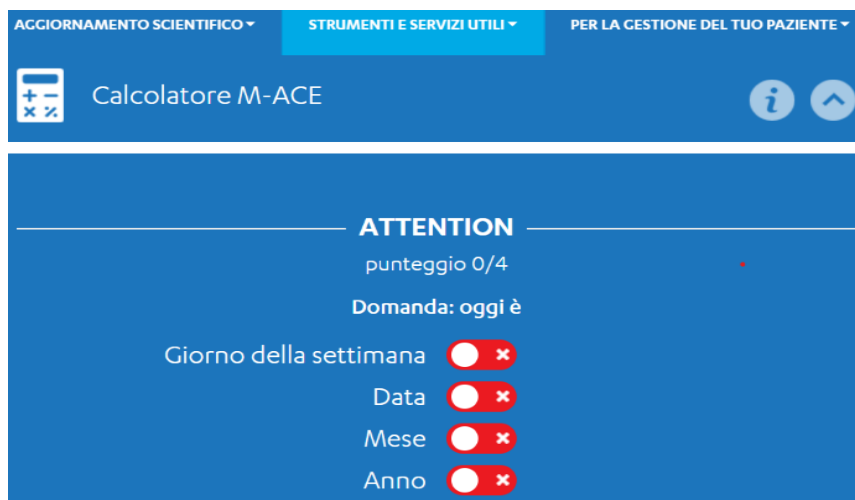 AGGIORNAMENTO SCIENTIFICO STRUMENTI E SERVIZI UTILI PER LA GESTIONE DEL TUO PAZIENTE
Calcolatore M-ACE
ATTENTION
punteggio 0/4
Domanda: oggi è
Giorno della settimana
Data
Mese
Anno